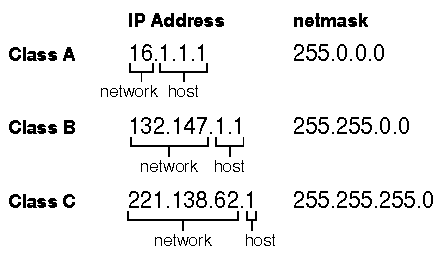 IP Address netmask
Class A 16.1.1.1 255.0.0.0
network host
Class B 132.147.1.1 255.255.0.0
network host
Class C 221.138.62.1 255.255.255.0
network host